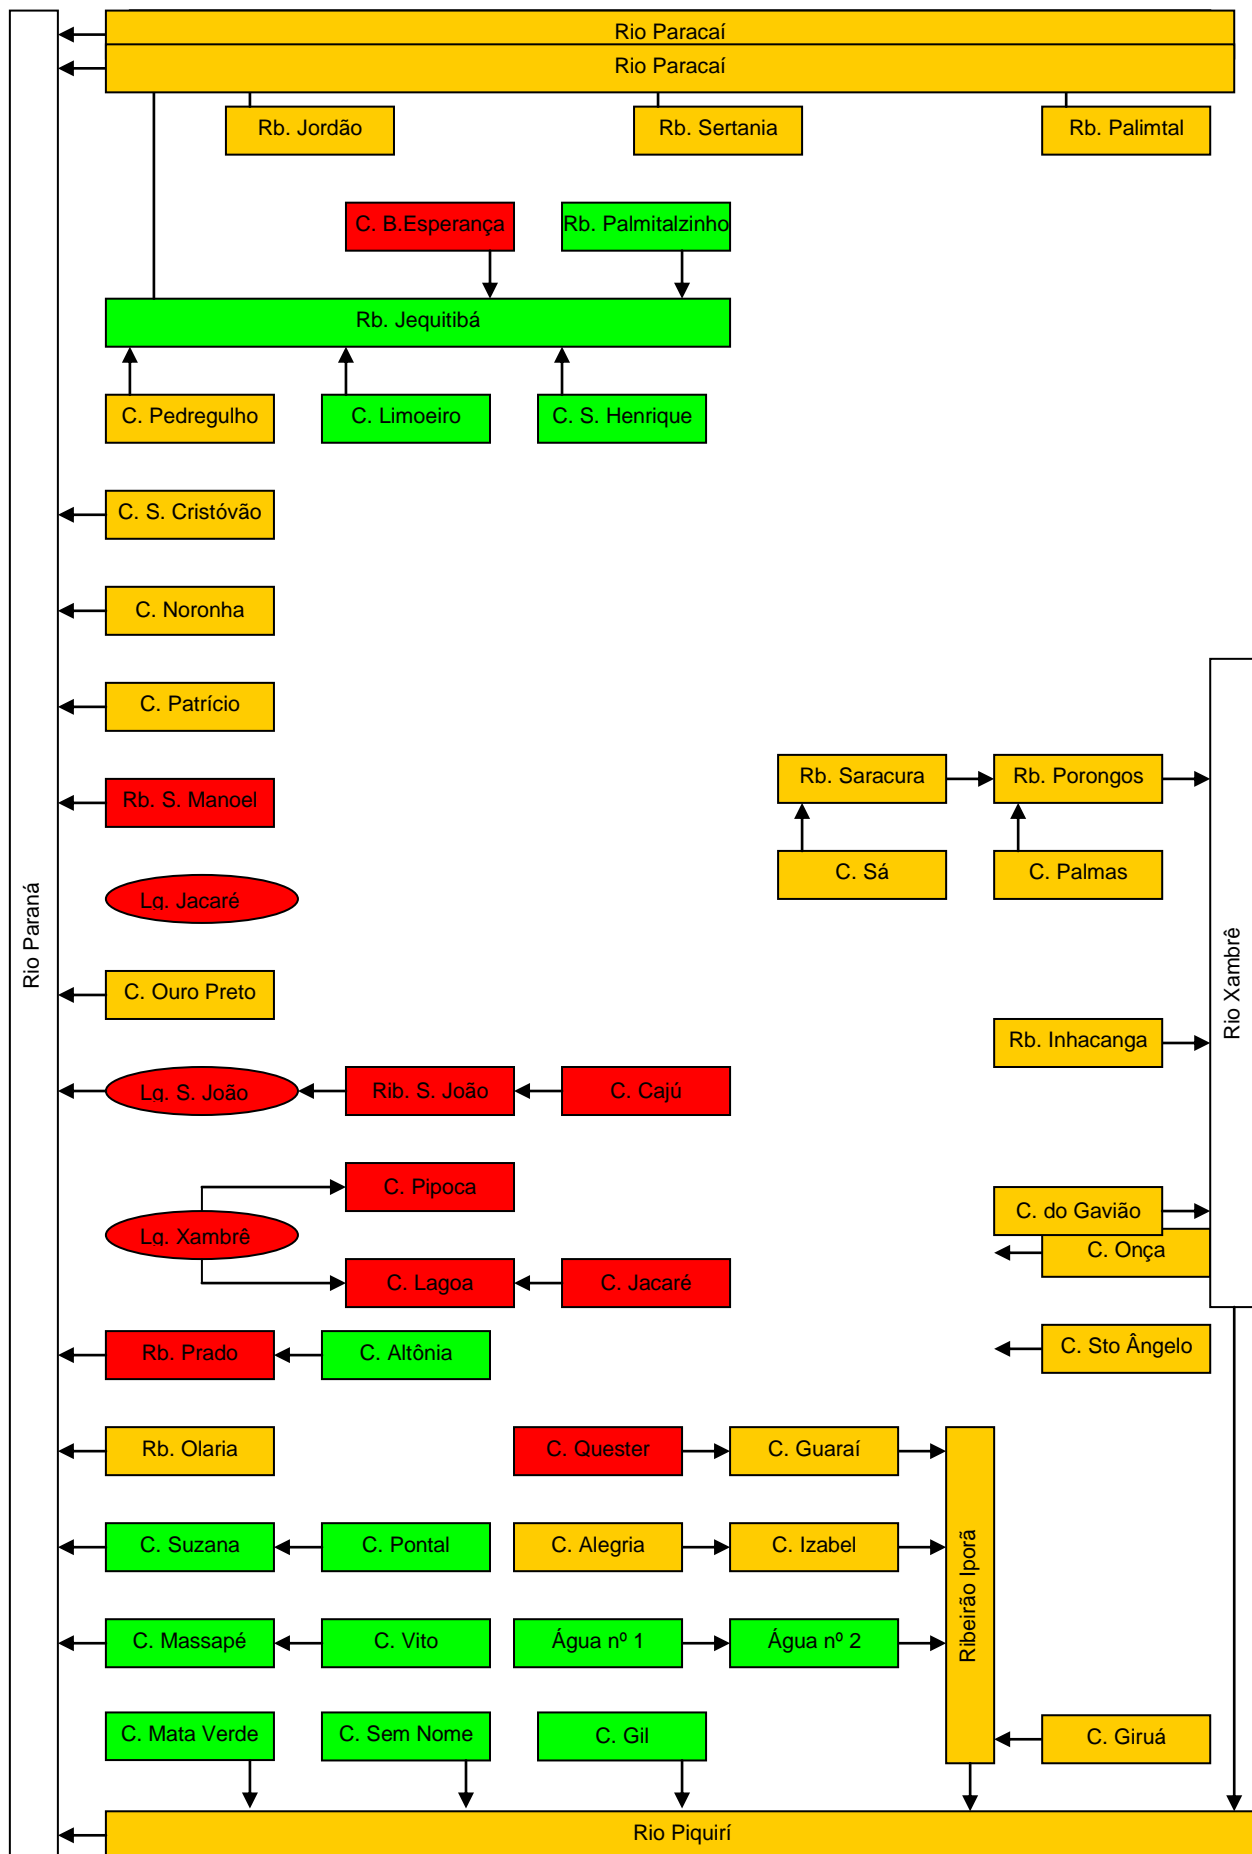 Rio Paracaí
Rio Paracaí
Rb. Jordão
Rb. Sertania
Rb. Palimtal
C. B.Esperança
Rb. Palmitalzinho
Rb. Jequitibá
C. Pedregulho
C. Limoeiro
C. S. Henrique
C. S. Cristóvão
C. Noronha
C. Patrício
Rb. S. Manoel
Rb. Saracura
Rb. Porongos
C. Sá
C. Palmas
Lg. Jacaré
Rio Paraná
Rio Xambrê
C. Ouro Preto
Rb. Inhacanga
Lg. S. João
Rib. S. João
C. Cajú
C. Pipoca
C. do Gavião
Lg. Xambrê
C. Onça
C. Lagoa
C. Jacaré
Rb. Prado
C. Altônia
C. Sto Ângelo
Rb. Olaria
C. Quester
C. Guaraí
C. Suzana
C. Pontal
C. Alegria
C. Izabel
Ribeirão Iporã
C. Massapé
C. Vito
Água nº 1
Água nº 2
C. Mata Verde
C. Sem Nome
C. Gil
C. Giruá
Rio Piquirí